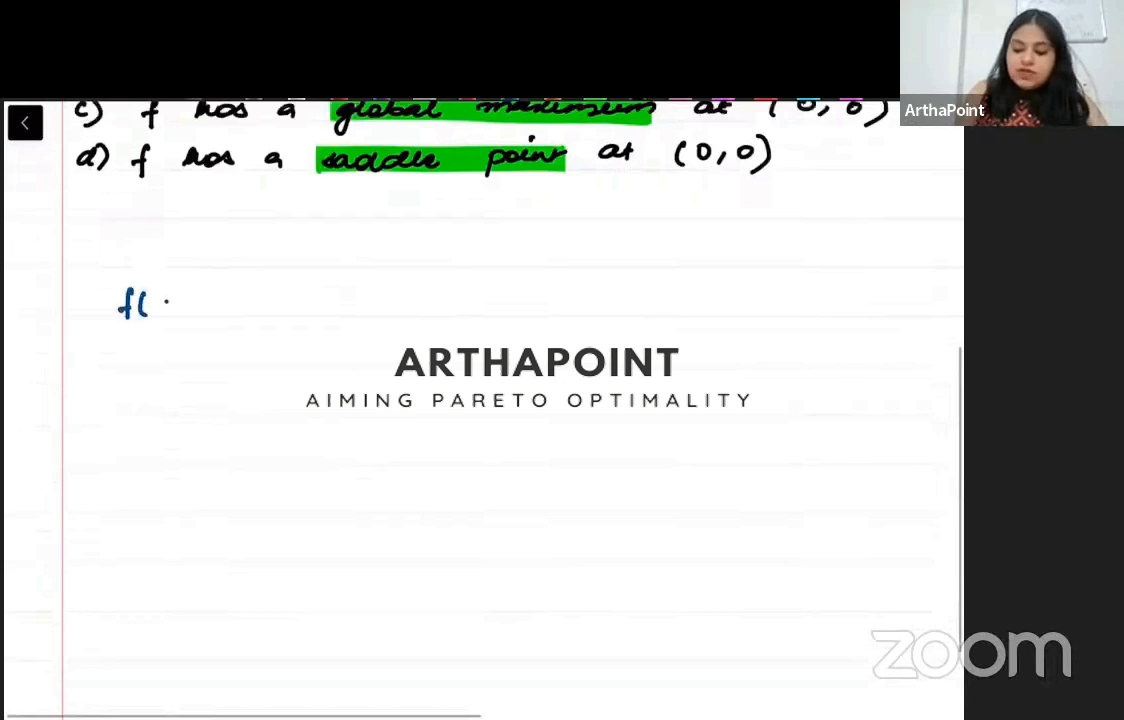 c) f has a global maximum at (0,0)
ArthaPoint
d) f has a saddle point at (0,0)
f(
ARTHAPOINT
AIMING PARETO OPTIMALITY
zoom